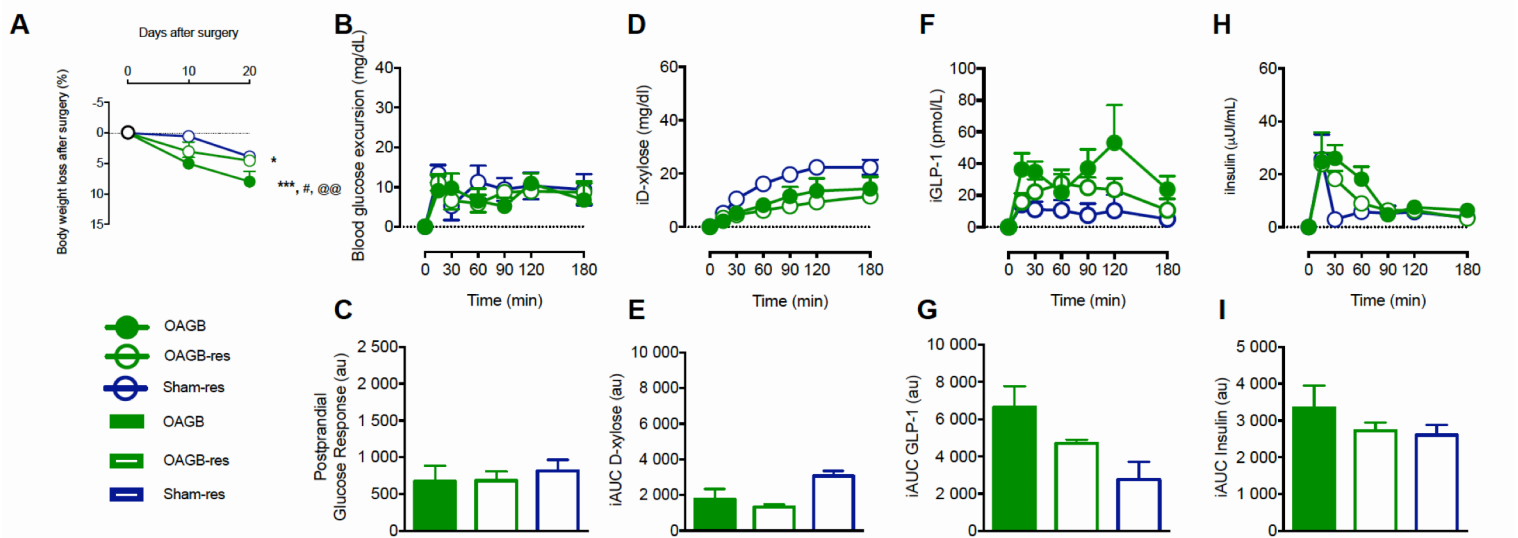 A
Days after surgery
0 10 20
Body weight loss after surgery (%)
-5
0
5
10
15
*
***, #, @@
B
Blood glucose excursion (mg/dL)
40
30
20
10
0
0 30 60 90 120 180
Time (min)
D
iD-xylose (mg/dl)
60
40
20
0
0 30 60 90 120 180
Time (min)
F
iGLP-1 (pmol/L)
100
80
60
40
20
0
0 30 60 90 120 180
Time (min)
H
iInsulin (µUI/mL)
60
40
20
0
0 30 60 90 120 180
Time (min)
OAGB
OAGB-res
Sham-res
OAGB
OAGB-res
Sham-res
C
Postprandial
Glucose Response (au)
2 500
2 000
1 500
1 000
500
0
E
iAUC D-xylose (au)
10 000
8 000
6 000
4 000
2 000
0
G
iAUC GLP-1 (au)
10 000
8 000
6 000
4 000
2 000
0
I
iAUC Insulin (au)
5 000
4 000
3 000
2 000
1 000
0